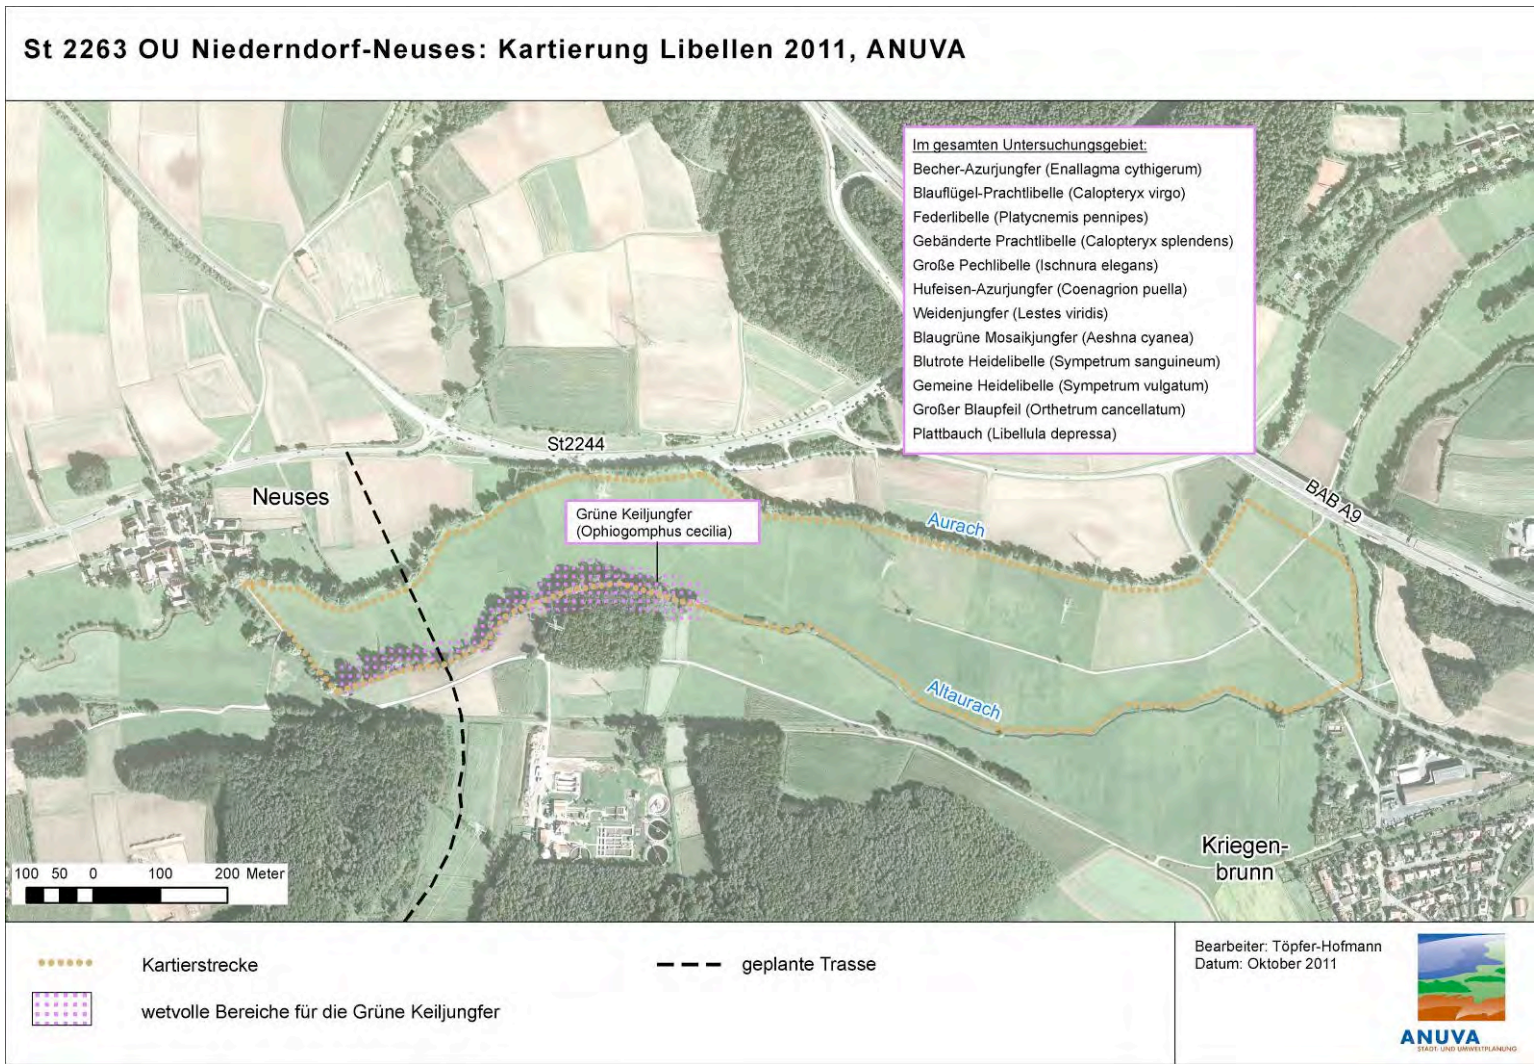 St 2263 OU Niederndorf-Neuses: Kartierung Libellen 2011, ANUVA
Im gesamten Untersuchungsgebiet:
Becher-Azurjungfer (Enallagma cythigerum)
Blauflügel-Prachtlibelle (Calopteryx virgo)
Federlibelle (Platycnemis pennipes)
Gebänderte Prachtlibelle (Calopteryx splendens)
Große Pechlibelle (Ischnura elegans)
Hufeisen-Azurjungfer (Coenagrion puella)
Weidenjungfer (Lestes viridis)
Blaugrüne Mosaikjungfer (Aeshna cyanea)
Blutrote Heidelibelle (Sympetrum sanguineum)
Gemeine Heidelibelle (Sympetrum vulgatum)
Großer Blaupfeil (Orthetrum cancellatum)
Plattbauch (Libellula depressa)
St2244
Neuses
BAB A9
Grüne Keiljungfer
(Ophiogomphus cecilia)
Aurach
Altaurach
Kriegen-
brunn
100 50 0 100 200 Meter
Kartierstrecke
geplante Trasse
wetvolle Bereiche für die Grüne Keiljungfer
Bearbeiter: Töpfer-Hofmann
Datum: Oktober 2011
ANUVA
STADT- UND UMWELTPLANUNG